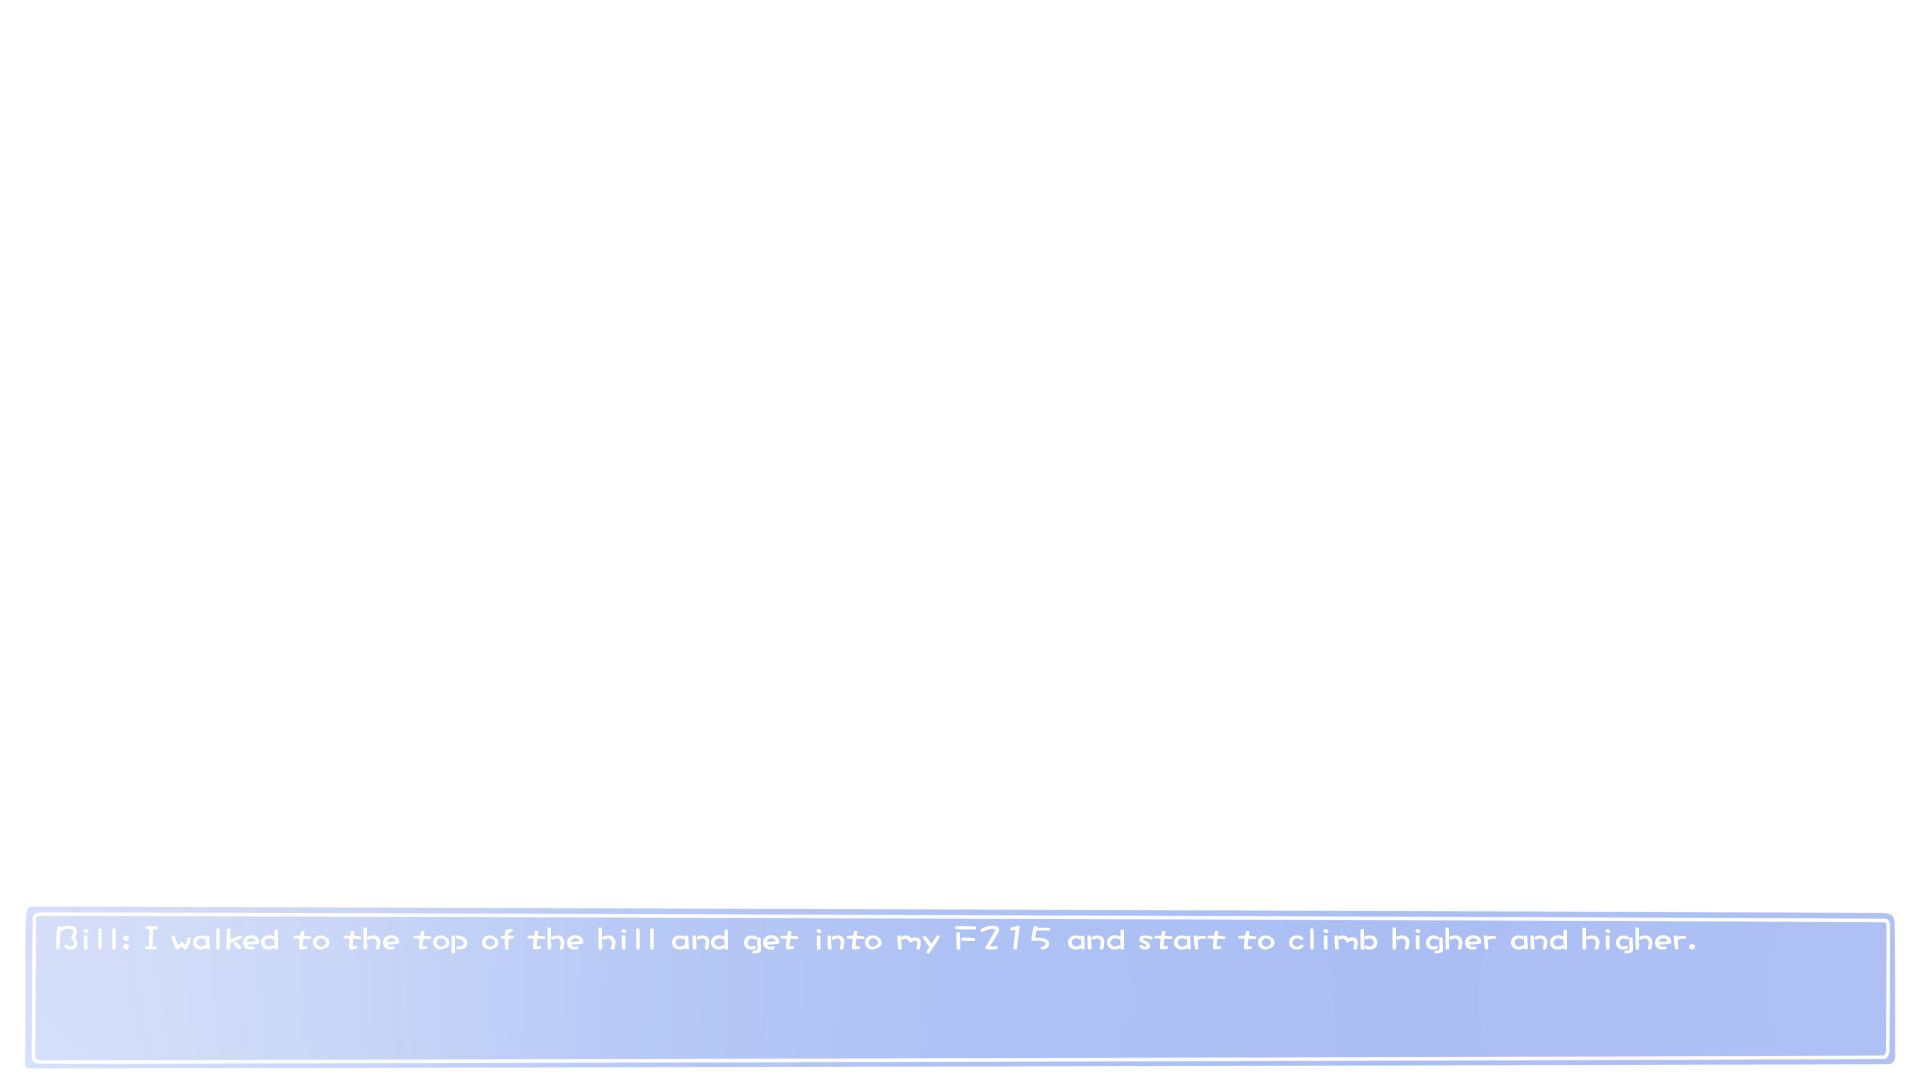 Bill: I walked to the top of the hill and get into my F215 and start to climb higher and higher.